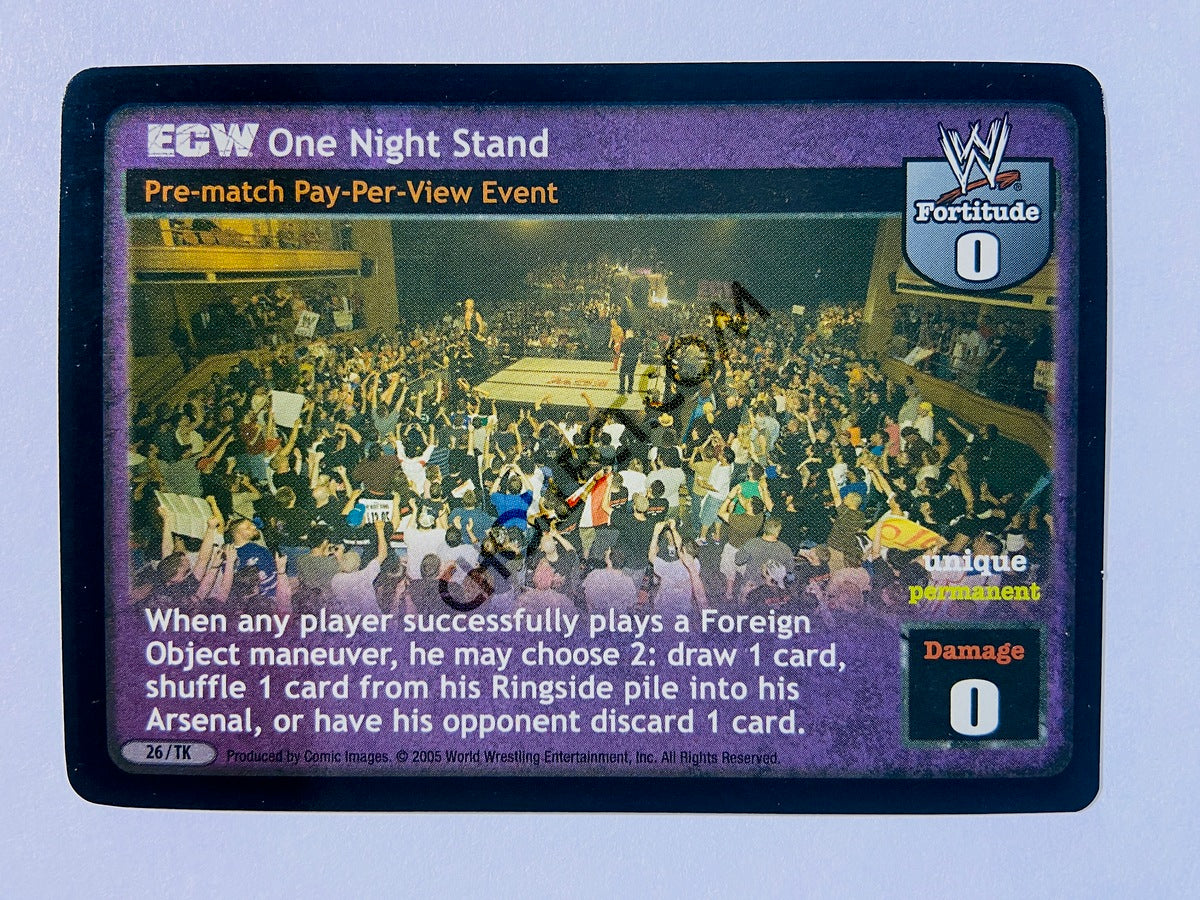 ECW One Night Stand
Pre-match Pay-Per-View Event
W
Fortitude
0
CHROLLECT.COM
unique
permanent
When any player successfully plays a Foreign
Object maneuver, he may choose 2: draw 1 card,
shuffle 1 card from his Ringside pile into his
Arsenal, or have his opponent discard 1 card.
Damage
0
26/TK
Produced by Comic Images. © 2005 World Wrestling Entertainment, Inc. All Rights Reserved.